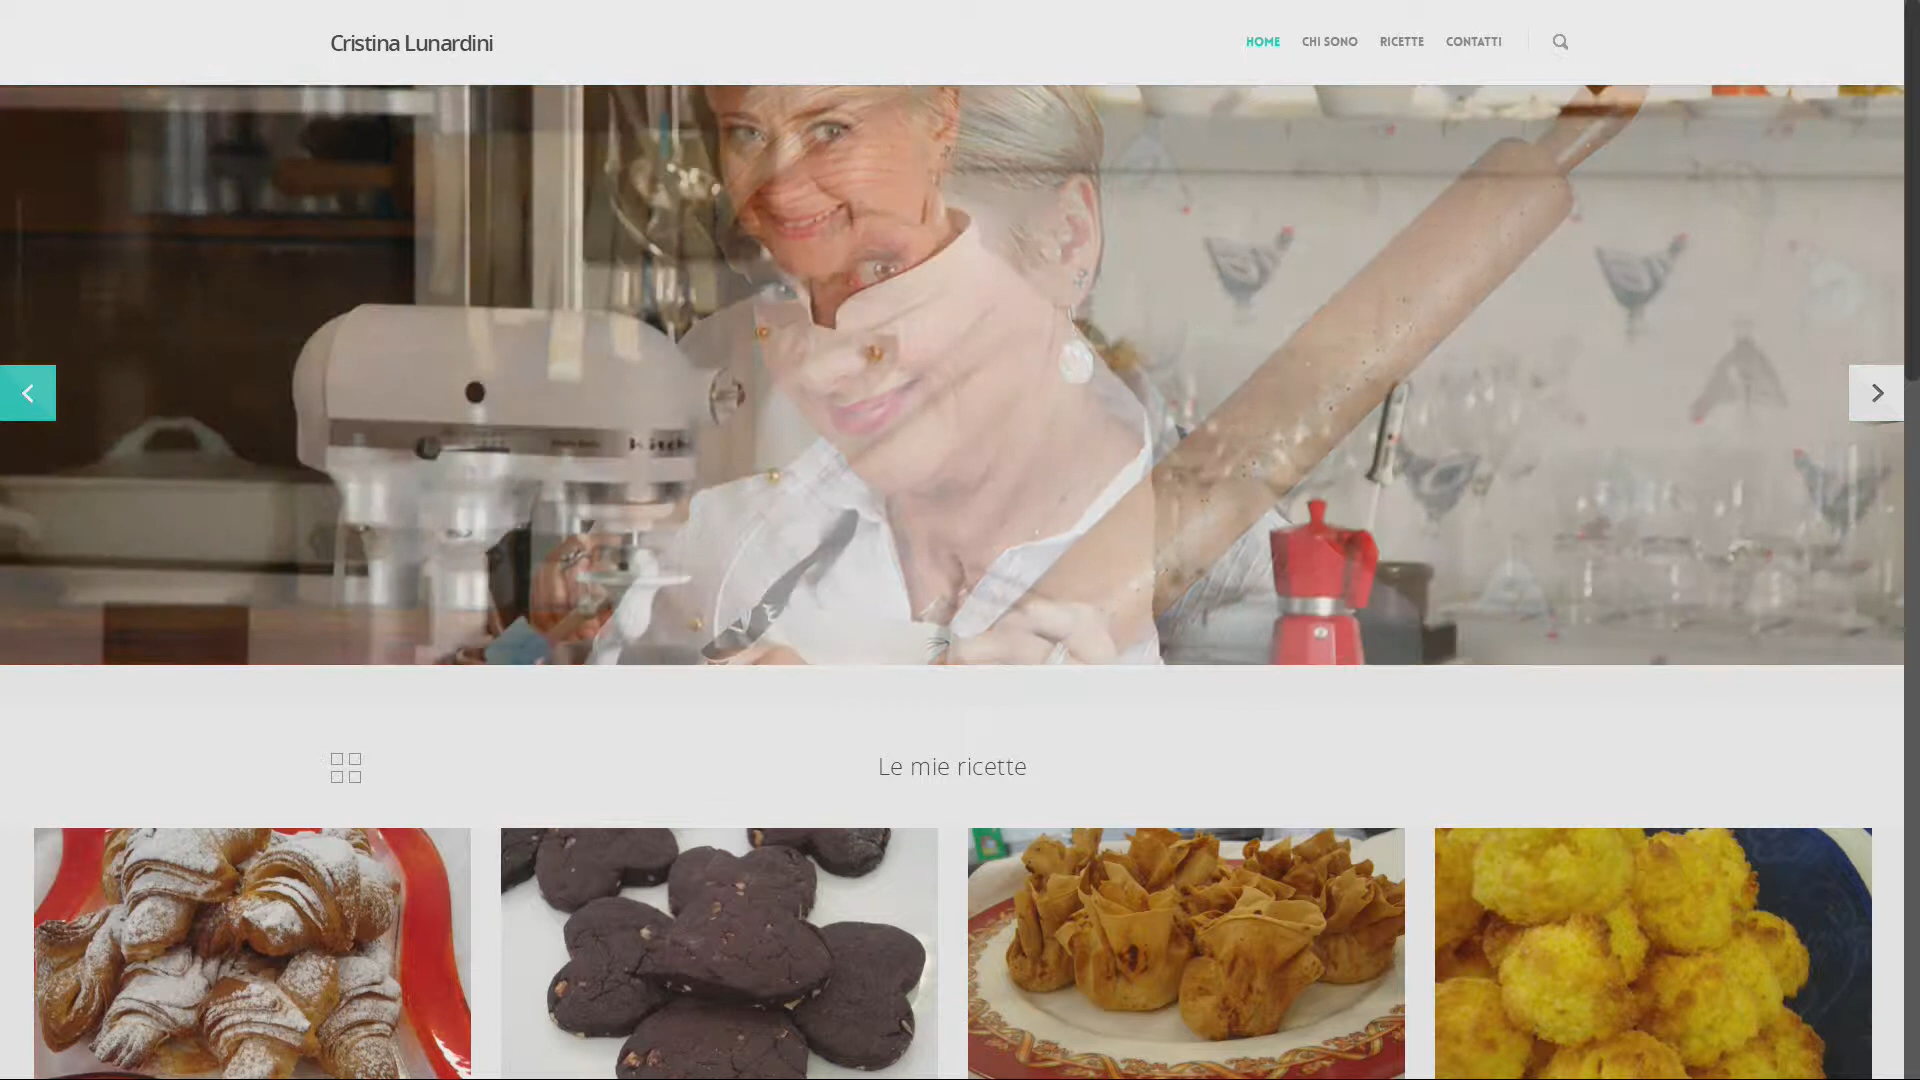 Cristina Lunardini
HOME
CHI SONO
RICETTE
CONTATTI
Le mie ricette